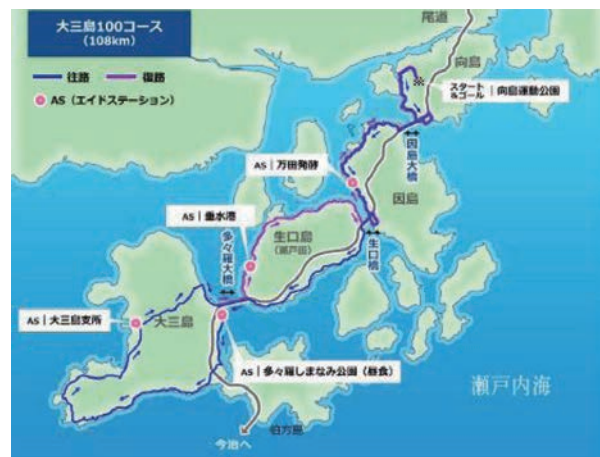 大三島100コース
(108km)
往路
復路
AS（エイドステーション）
尾道
向島
スタート
&ゴール | 向島運動公園
因島大橋
AS | 万田発酵
因島
AS | 垂水港
生口島
(瀬戸田)
生口橋
多々羅大橋
AS | 大三島支所
大三島
AS | 多々羅しまなみ公園（昼食）
瀬戸内海
伯方島
今治へ